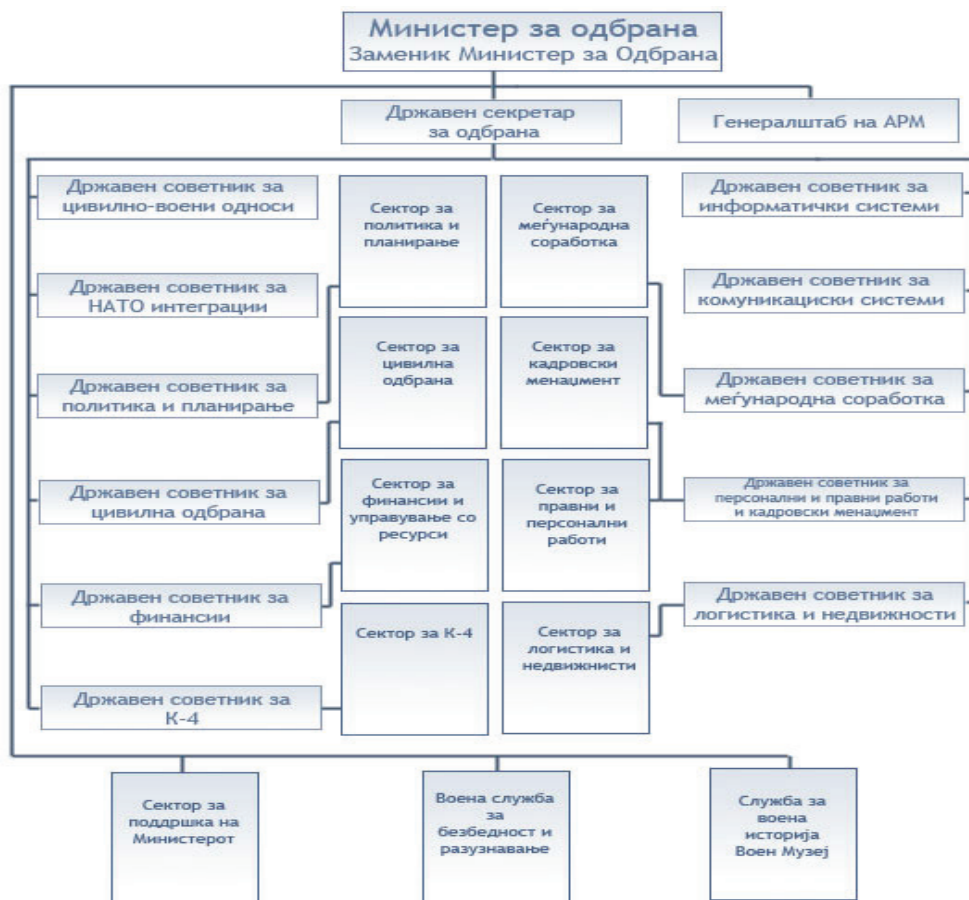 Министер за одбрана
Заменик Министер за Одбрана
Државен секретар
за одбрана
Генералштаб на АРМ
Државен советник за
цивилно-воени односи
Државен советник за
НАТО интеграции
Државен советник за
политика и планирање
Државен советник за
цивилна одбрана
Државен советник за
финансии
Државен советник за
К-4
Сектор за
политика и
планирање
Сектор за
меѓународна
соработка
Сектор за
цивилна
одбрана
Сектор за
кадровски
менаџмент
Сектор за
финансии и
управување со
ресурси
Сектор за
правни и
персонални
работи
Сектор за К-4
Сектор за
логистика и
недвижнисти
Државен советник за
информатички системи
Државен советник за
комуникациски системи
Државен советник за
меѓународна соработка
Државен советник за
персонални и правни работи
и кадровски менаџмент
Државен советник за
логистика и недвижности
Сектор за
поддршка на
Министерот
Воена служба
за
безбедност и
разузнавање
Служба за
воена
историја
Воен Музеј